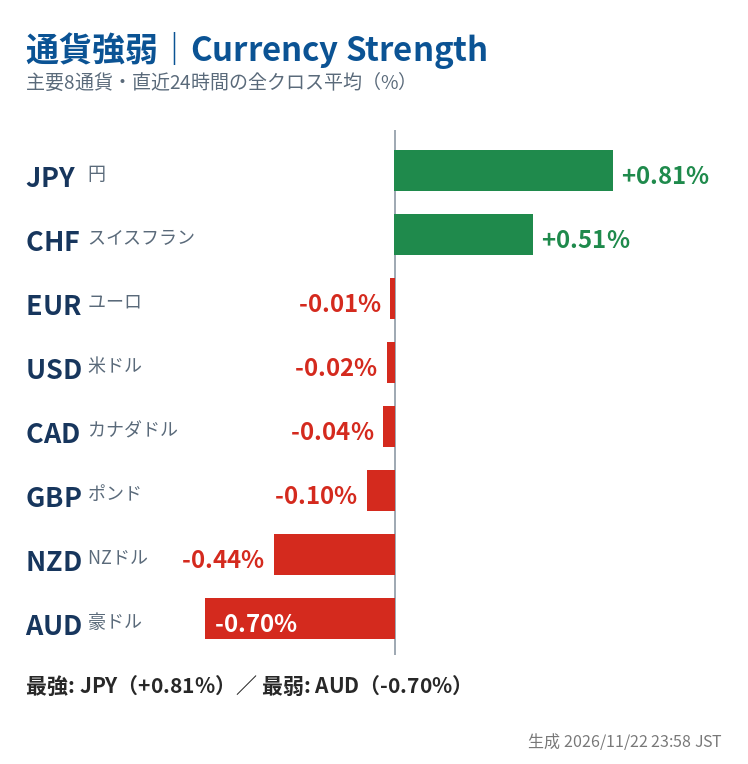 通貨強弱｜Currency Strength
主要8通貨・直近24時間の全クロス平均（%）
JPY 円 +0.81%
CHF スイスフラン +0.51%
EUR ユーロ -0.01%
USD 米ドル -0.02%
CAD カナダドル -0.04%
GBP ポンド -0.10%
NZD NZドル -0.44%
AUD 豪ドル -0.70%
最強: JPY（+0.81%）／ 最弱: AUD（-0.70%）
生成 2026/11/22 23:58 JST